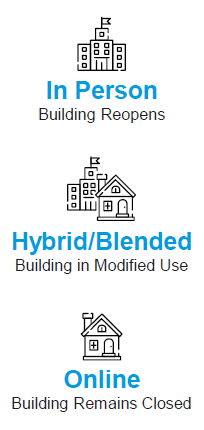 In Person
Building Reopens
Hybrid/Blended
Building in Modified Use
Online
Building Remains Closed